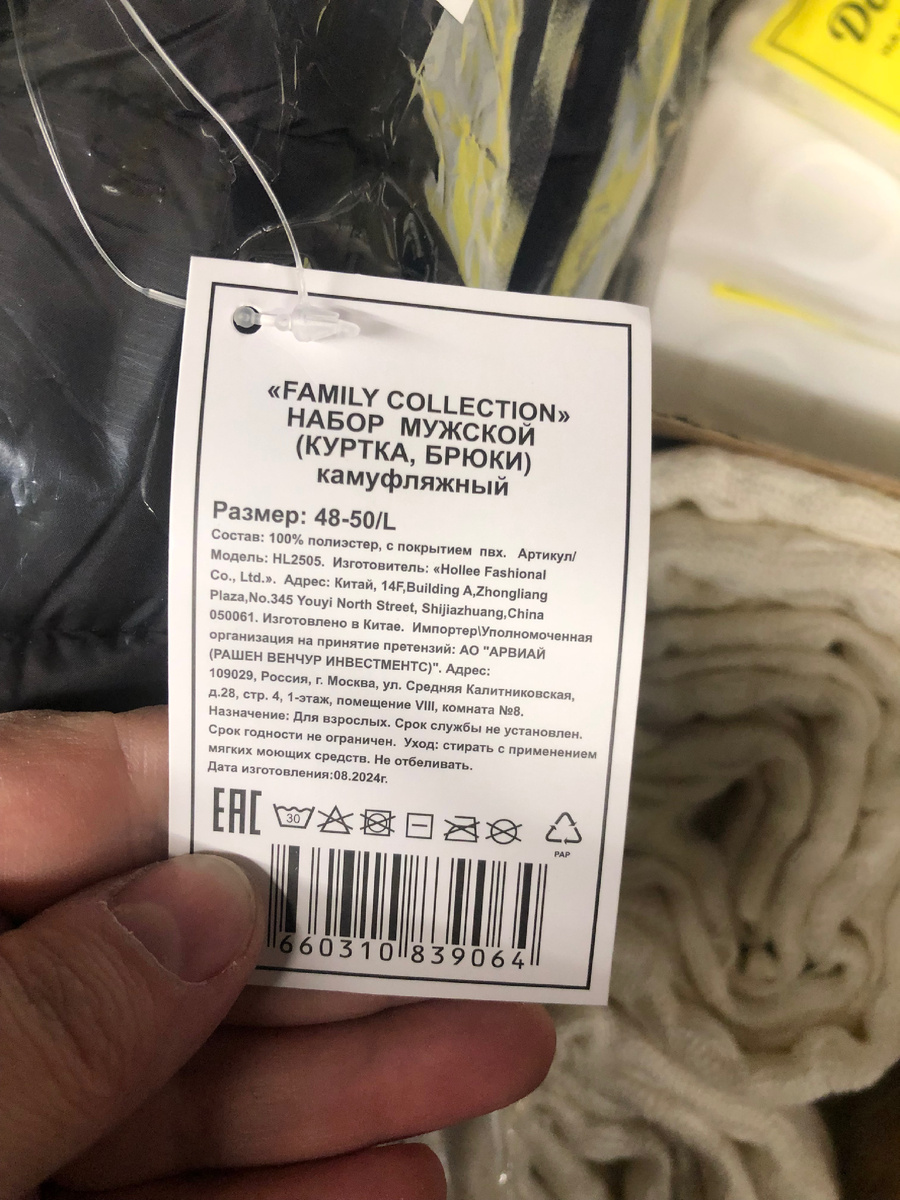 «FAMILY COLLECTION»
НАБОР МУЖСКОЙ
(КУРТКА, БРЮКИ)
камуфляжный
Размер: 48-50/L
Состав: 100% полиэстер, с покрытием пвх. Артикул/
Модель: HL2505. Изготовитель: «Hollee Fashional
Co., Ltd.». Адрес: Китай, 14F,Building A,Zhongliang
Plaza,No.345 Youyi North Street, Shijiazhuang,China
050061. Изготовлено в Китае. Импортер\Уполномоченная
организация на принятие претензий: АО "АРВИАЙ
(РАШЕН ВЕНЧУР ИНВЕСТМЕНТС)". Адрес:
109029, Россия, г. Москва, ул. Средняя Калитниковская,
д.28, стр. 4, 1-этаж, помещение VIII, комната №8.
Назначение: Для взрослых. Срок службы не установлен.
Срок годности не ограничен. Уход: стирать с применением
мягких моющих средств. Не отбеливать.
Дата изготовления:08.2024г.
EAC
30
PAP
660310 839064